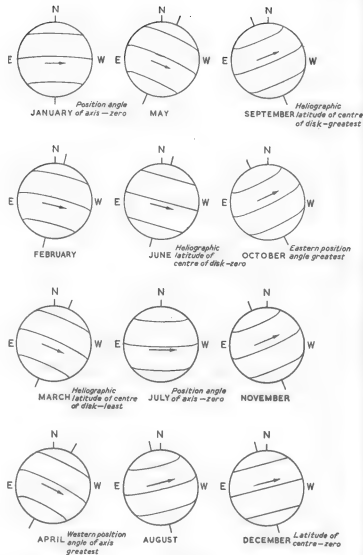 N
E
W
JANUARY
Position angle
of axis—zero
N
E
W
MAY
N
E
W
SEPTEMBER
Heliographic
latitude of centre
of disk–greatest
N
E
W
FEBRUARY
N
E
W
JUNE
Heliographic
latitude of
centre of disk–zero
N
E
W
OCTOBER
Eastern position
angle greatest
N
E
W
MARCH
Heliographic
latitude of centre
of disk–least
N
E
W
JULY
Position angle
of axis–zero
N
E
W
NOVEMBER
N
E
W
APRIL
Western position
angle of axis
greatest
N
E
W
AUGUST
N
E
W
DECEMBER
Latitude of
centre–zero